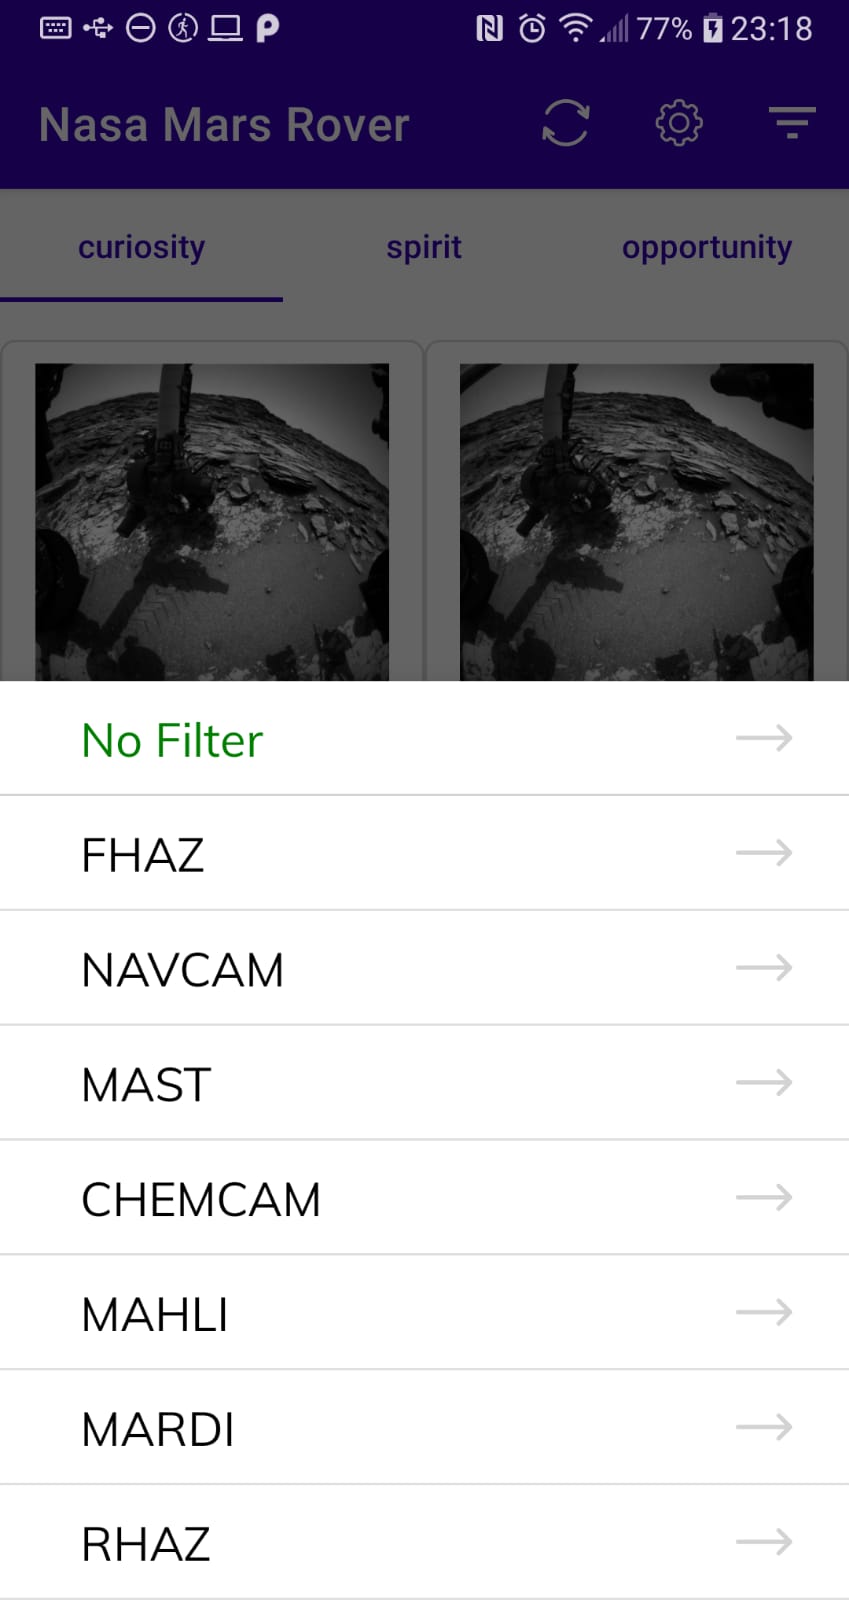 77% 23:18
Nasa Mars Rover
curiosity spirit opportunity
No Filter
FHAZ
NAVCAM
MAST
CHEMCAM
MAHLI
MARDI
RHAZ